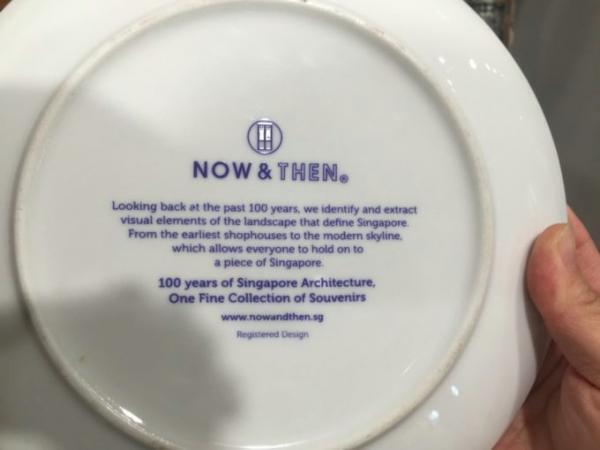 NOW & THEN®
Looking back at the past 100 years, we identify and extract
visual elements of the landscape that define Singapore.
From the earliest shophouses to the modern skyline,
which allows everyone to hold on to
a piece of Singapore.
100 years of Singapore Architecture,
One Fine Collection of Souvenirs
www.nowandthen.sg
Registered Design